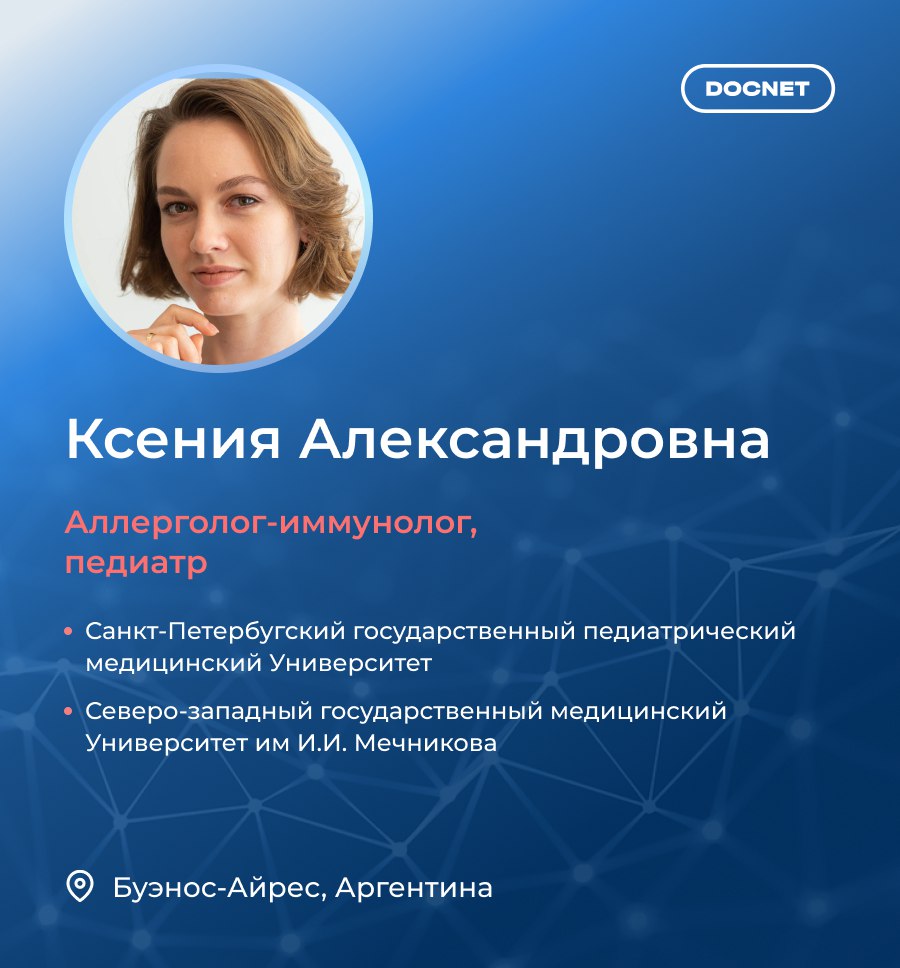 DOCNET
Ксения Александровна
Аллерголог-иммунолог,
педиатр
Санкт-Петербугский государственный педиатрический
медицинский Университет
Северо-западный государственный медицинский
Университет им И.И. Мечникова
Буэнос-Айрес, Аргентина